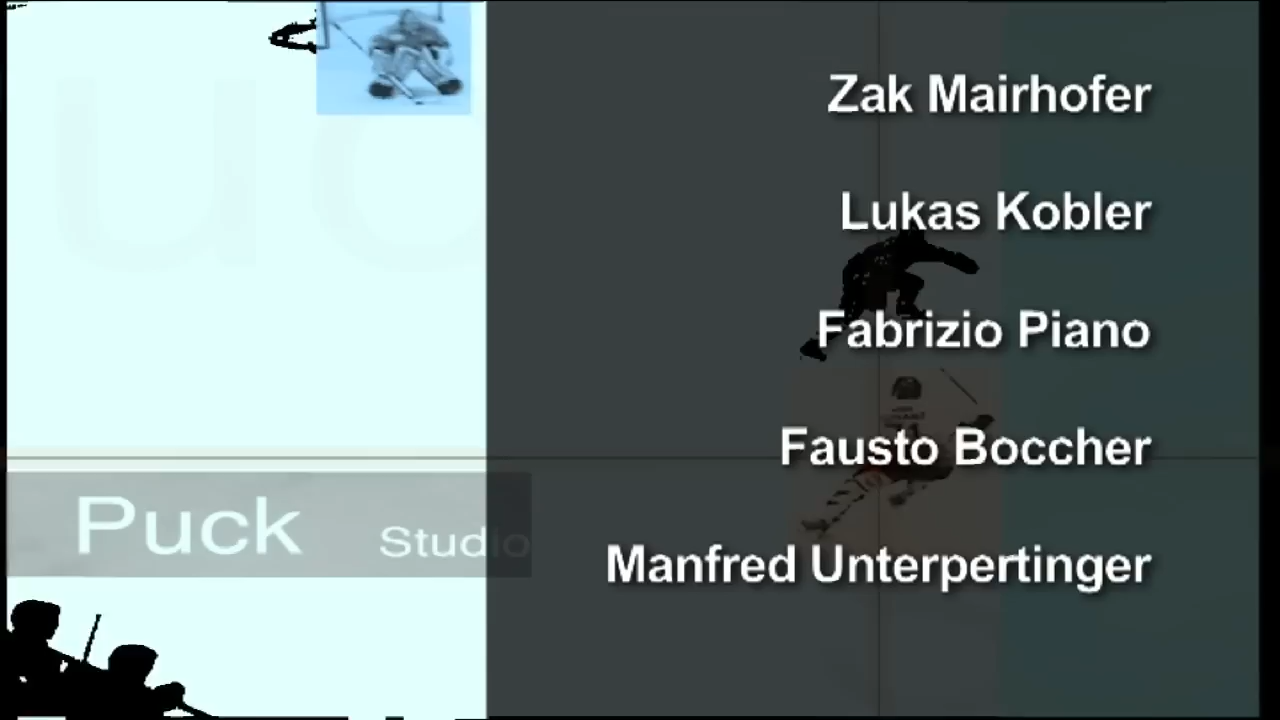 Zak Mairhofer
Lukas Kobler
Fabrizio Piano
Fausto Boccher
Manfred Unterpertinger
Puck Studio